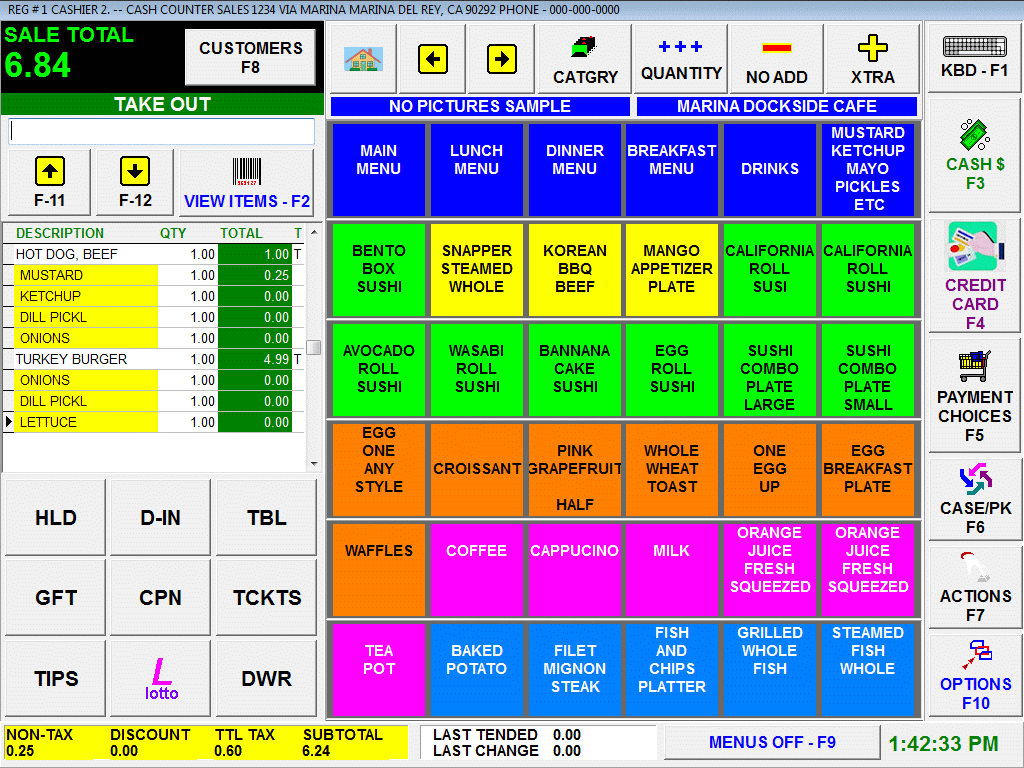 REG # 1 CASHIER 2. -- CASH COUNTER SALES 1234 VIA MARINA MARINA DEL REY, CA 90292 PHONE - 000-000-0000
SALE TOTAL
6.84
CUSTOMERS
F8
TAKE OUT
F-11
F-12
VIEW ITEMS - F2
DESCRIPTION QTY TOTAL T
HOT DOG, BEEF 1.00 1.00 T
MUSTARD 1.00 0.25
KETCHUP 1.00 0.00
DILL PICKL 1.00 0.00
ONIONS 1.00 0.00
TURKEY BURGER 1.00 4.99 T
ONIONS 1.00 0.00
DILL PICKL 1.00 0.00
LETTUCE 1.00 0.00
HLD
D-IN
TBL
GFT
CPN
TCKTS
TIPS
L
lotto
DWR
CATGRY
+++
QUANTITY
NO ADD
XTRA
NO PICTURES SAMPLE
MARINA DOCKSIDE CAFE
MAIN
MENU
LUNCH
MENU
DINNER
MENU
BREAKFAST
MENU
DRINKS
MUSTARD
KETCHUP
MAYO
PICKLES
ETC
BENTO
BOX
SUSHI
SNAPPER
STEAMED
WHOLE
KOREAN
BBQ
BEEF
MANGO
APPETIZER
PLATE
CALIFORNIA
ROLL
SUSI
CALIFORNIA
ROLL
SUSHI
AVOCADO
ROLL
SUSHI
WASABI
ROLL
SUSHI
BANNANA
CAKE
SUSHI
EGG
ROLL
SUSHI
SUSHI
COMBO
PLATE
LARGE
SUSHI
COMBO
PLATE
SMALL
EGG
ONE
ANY
STYLE
CROISSANT
PINK
GRAPEFRUIT
HALF
WHOLE
WHEAT
TOAST
ONE
EGG
UP
EGG
BREAKFAST
PLATE
WAFFLES
COFFEE
CAPPUCINO
MILK
ORANGE
JUICE
FRESH
SQUEEZED
ORANGE
JUICE
FRESH
SQUEEZED
TEA
POT
BAKED
POTATO
FILET
MIGNON
STEAK
FISH
AND
CHIPS
PLATTER
GRILLED
WHOLE
FISH
STEAMED
FISH
WHOLE
KBD - F1
CASH $
F3
CREDIT
CARD
F4
PAYMENT
CHOICES
F5
CASE/PK
F6
ACTIONS
F7
OPTIONS
F10
NON-TAX DISCOUNT TTL TAX SUBTOTAL
0.25 0.00 0.60 6.24
LAST TENDED 0.00
LAST CHANGE 0.00
MENUS OFF - F9
1:42:33 PM